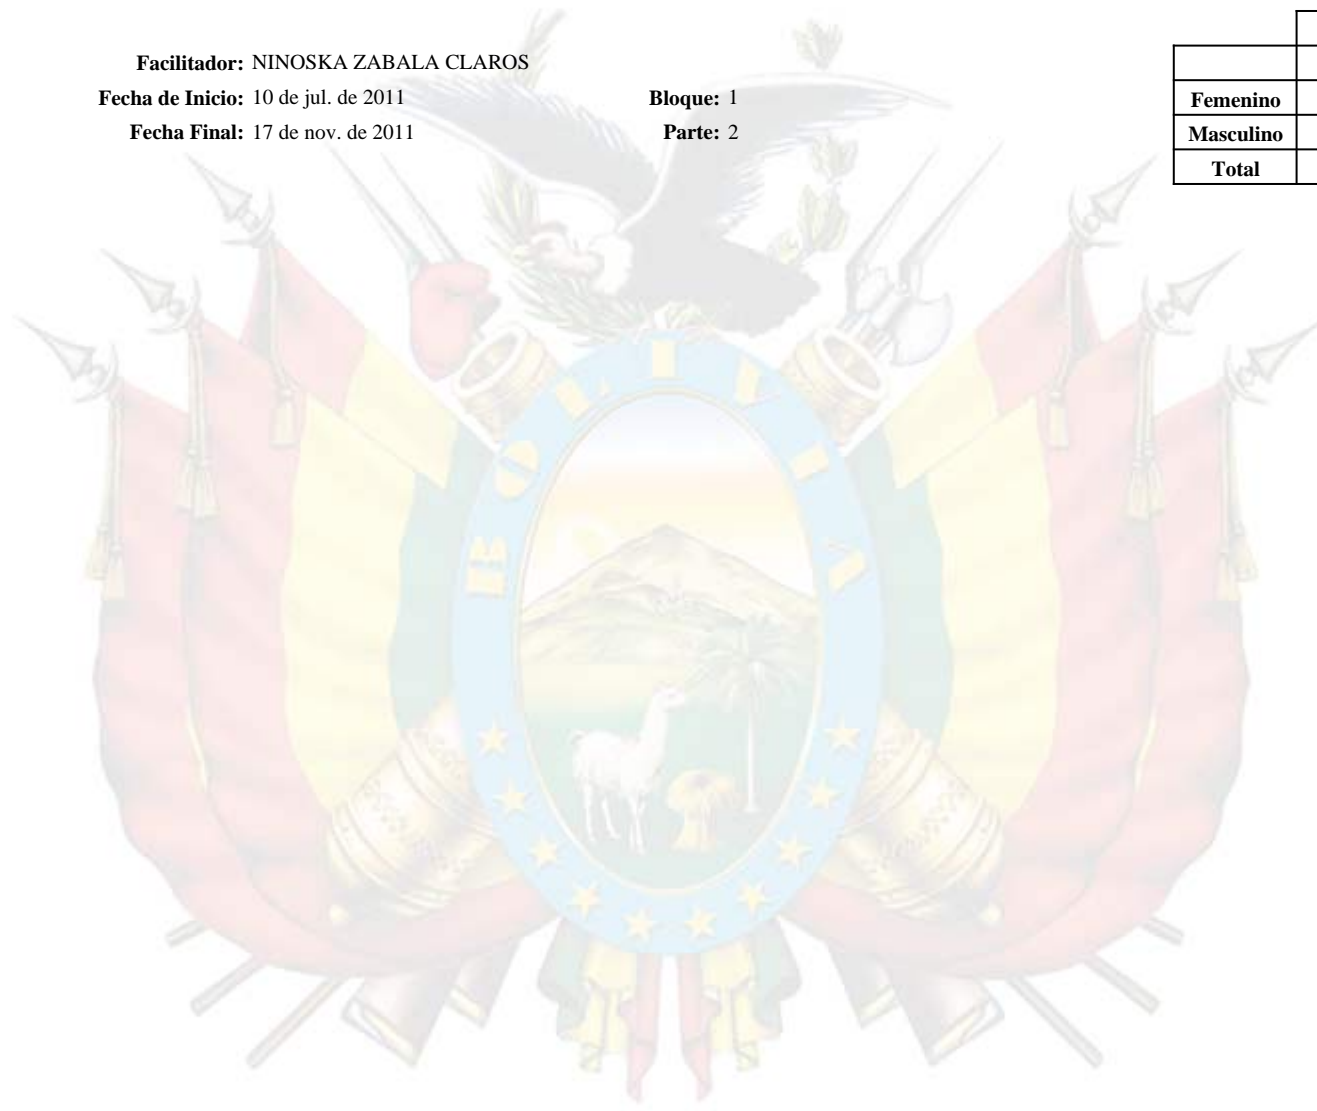 Facilitador: NINOSKA ZABALA CLAROS
Fecha de Inicio: 10 de jul. de 2011 Bloque: 1
Fecha Final: 17 de nov. de 2011 Parte: 2
Femenino
Masculino
Total
BOLIVIA